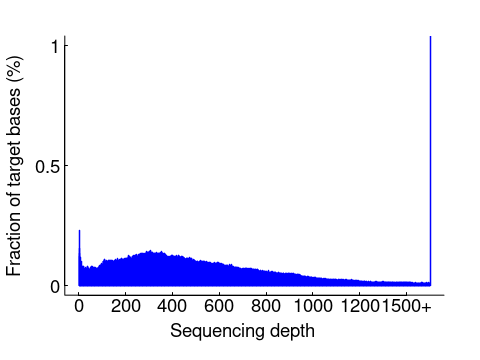 Fraction of target bases (%)
1
0.5
0
0 200 400 600 800 1000 1200 1500+
Sequencing depth